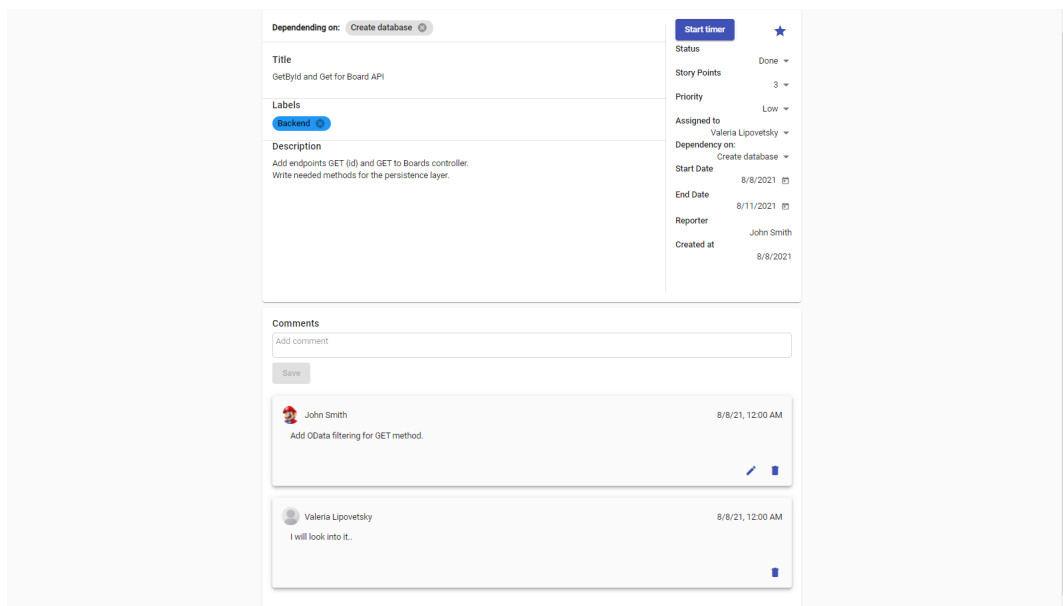 Dependending on: Create database
Title
GetById and Get for Board API
Labels
Backend
Description
Add endpoints GET (id) and GET to Boards controller.
Write needed methods for the persistence layer.
Start timer
Status
Done
Story Points
3
Priority
Low
Assigned to
Valeria Lipovetsky
Dependency on:
Create database
Start Date
8/8/2021
End Date
8/11/2021
Reporter
John Smith
Created at
8/8/2021
Comments
Add comment
Save
John Smith 8/8/21, 12:00 AM
Add OData filtering for GET method.
Valeria Lipovetsky 8/8/21, 12:00 AM
I will look into it..